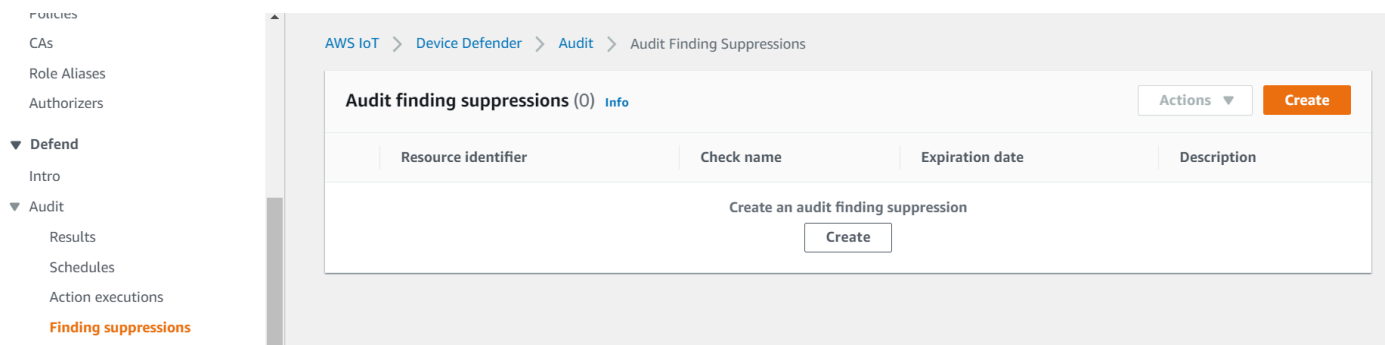 Policies
CAs
Role Aliases
Authorizers
Defend
Intro
Audit
Results
Schedules
Action executions
Finding suppressions
AWS IoT > Device Defender > Audit > Audit Finding Suppressions
Audit finding suppressions (0) Info
Actions Create
Resource identifier Check name Expiration date Description
Create an audit finding suppression
Create